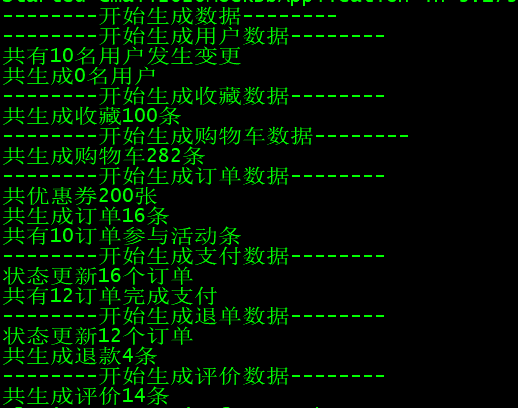 --------开始生成数据--------
--------开始生成用户数据--------
共有10名用户发生变更
共生成0名用户
--------开始生成收藏数据--------
共生成收藏100条
--------开始生成购物车数据--------
共生成购物车282条
--------开始生成订单数据--------
共优惠券200张
共生成订单16条
共有10订单参与活动条
--------开始生成支付数据--------
状态更新16个订单
共有12订单完成支付
--------开始生成退单数据--------
状态更新12个订单
共生成退款4条
--------开始生成评价数据--------
共生成评价14条